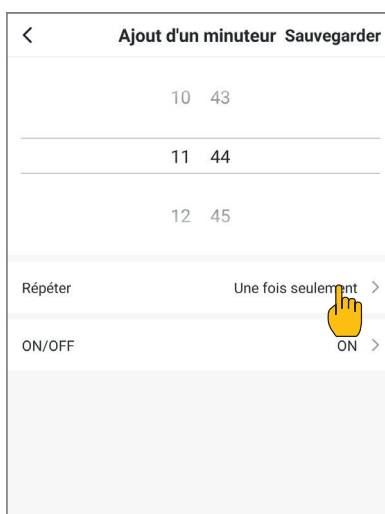 Ajout d'un minuteur Sauvegarder
10 43
11 44
12 45
Répéter Une fois seulement
ON/OFF ON